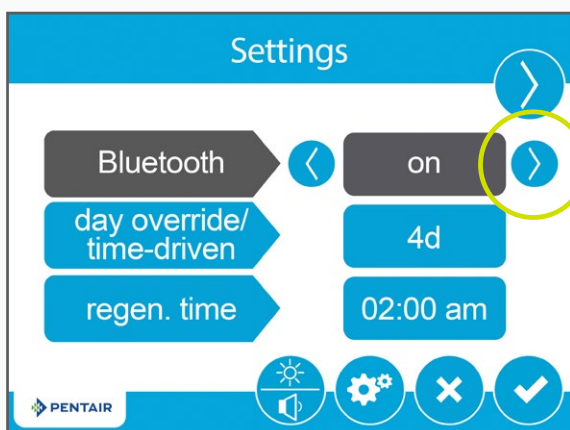 Settings
Bluetooth
on
day override/
time-driven
4d
regen. time
02:00 am
PENTAIR